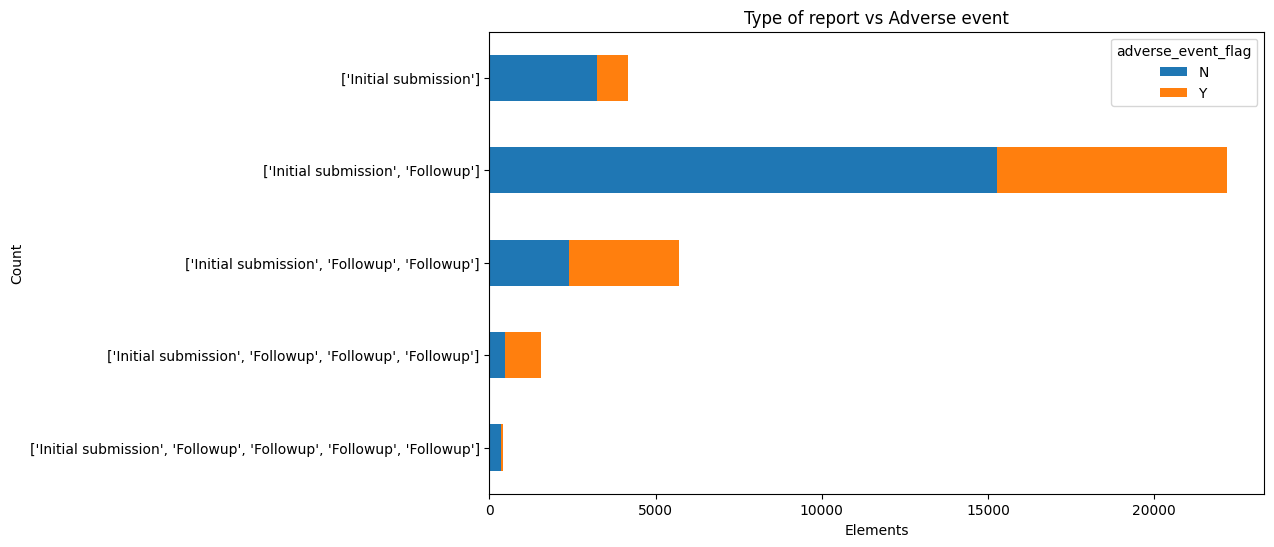 Type of report vs Adverse event
adverse_event_flag
N
Y
['Initial submission']
['Initial submission', 'Followup']
['Initial submission', 'Followup', 'Followup']
['Initial submission', 'Followup', 'Followup', 'Followup']
['Initial submission', 'Followup', 'Followup', 'Followup', 'Followup']
Count
0 5000 10000 15000 20000
Elements